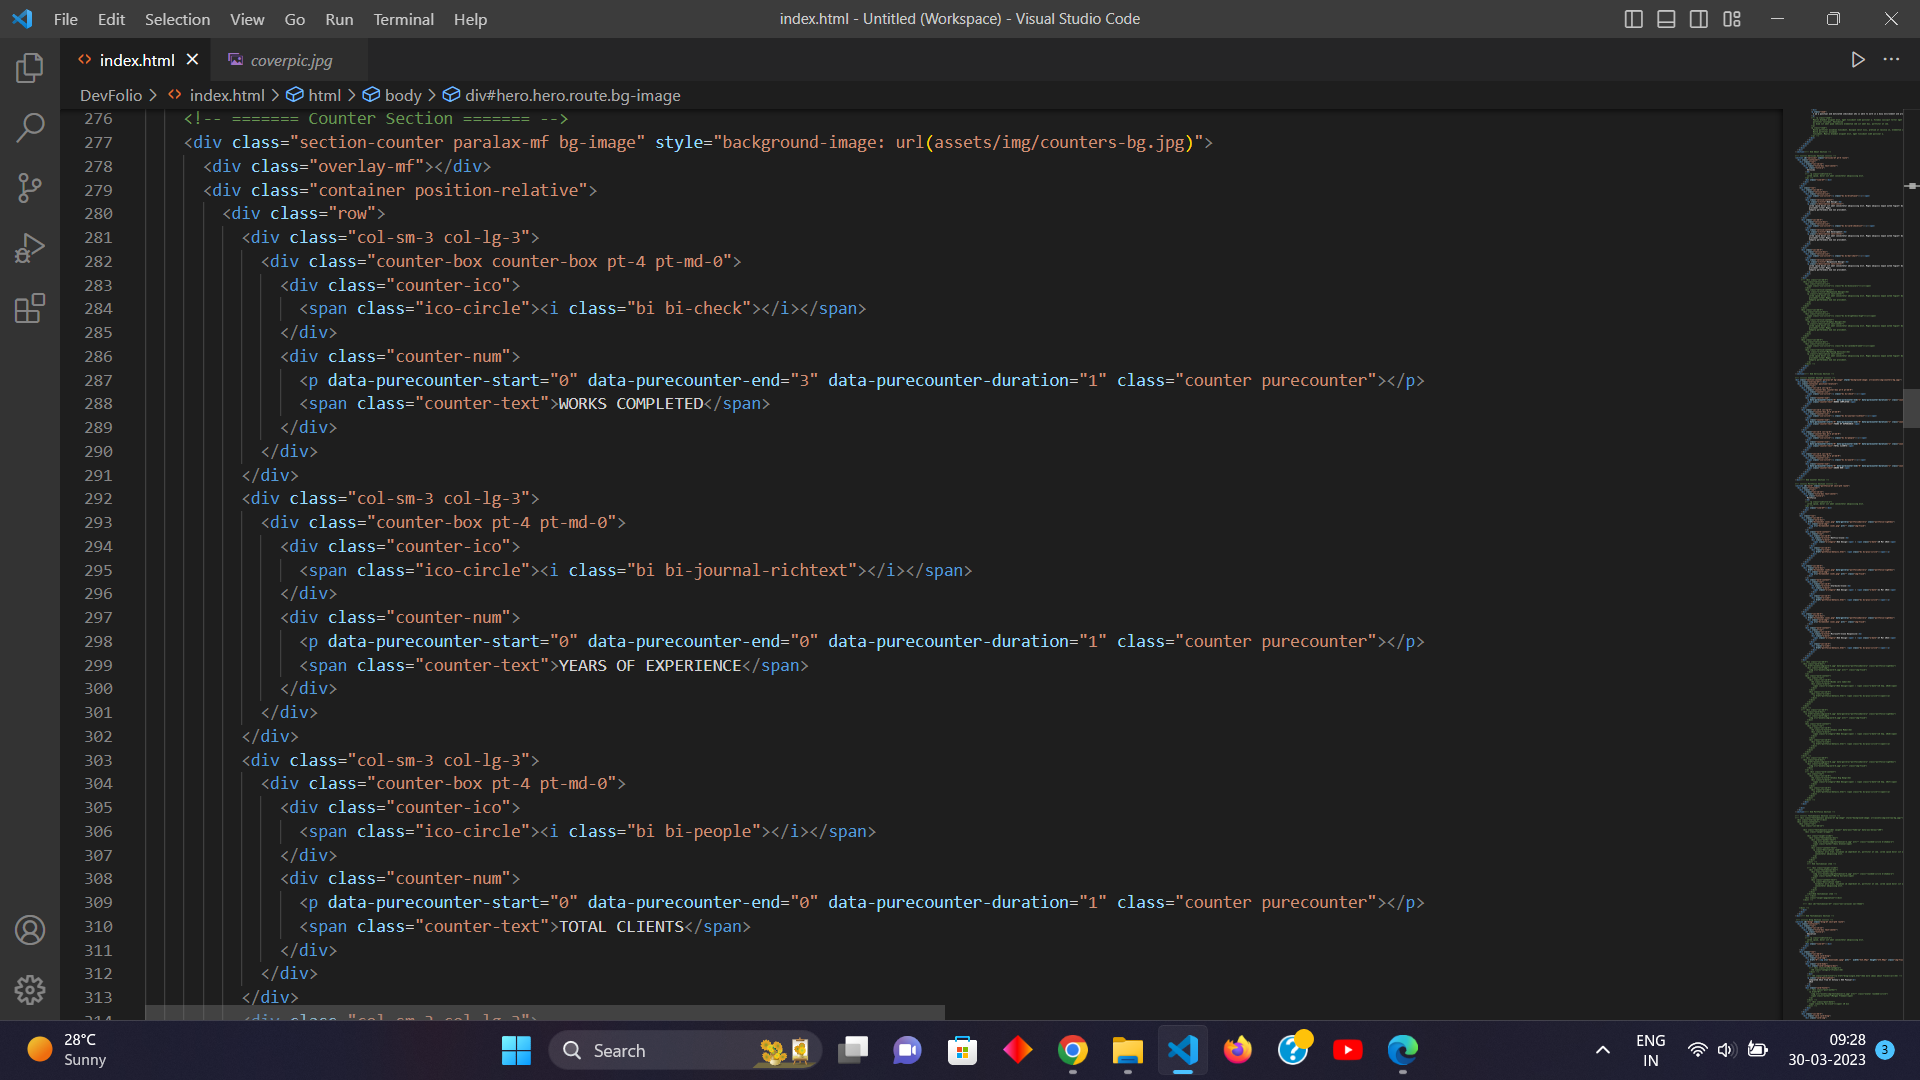 File Edit Selection View Go Run Terminal Help
index.html - Untitled (Workspace) - Visual Studio Code
index.html
coverpic.jpg
DevFolio > index.html > html > body > div#hero.hero.route.bg-image
276 <!-- ======= Counter Section ======= -->
277 <div class="section-counter paralax-mf bg-image" style="background-image: url(assets/img/counters-bg.jpg)">
278 <div class="overlay-mf"></div>
279 <div class="container position-relative">
280 <div class="row">
281 <div class="col-sm-3 col-lg-3">
282 <div class="counter-box counter-box pt-4 pt-md-0">
283 <div class="counter-ico">
284 <span class="ico-circle"><i class="bi bi-check"></i></span>
285 </div>
286 <div class="counter-num">
287 <p data-purecounter-start="0" data-purecounter-end="3" data-purecounter-duration="1" class="counter purecounter"></p>
288 <span class="counter-text">WORKS COMPLETED</span>
289 </div>
290 </div>
291 </div>
292 <div class="col-sm-3 col-lg-3">
293 <div class="counter-box pt-4 pt-md-0">
294 <div class="counter-ico">
295 <span class="ico-circle"><i class="bi bi-journal-richtext"></i></span>
296 </div>
297 <div class="counter-num">
298 <p data-purecounter-start="0" data-purecounter-end="0" data-purecounter-duration="1" class="counter purecounter"></p>
299 <span class="counter-text">YEARS OF EXPERIENCE</span>
300 </div>
301 </div>
302 </div>
303 <div class="col-sm-3 col-lg-3">
304 <div class="counter-box pt-4 pt-md-0">
305 <div class="counter-ico">
306 <span class="ico-circle"><i class="bi bi-people"></i></span>
307 </div>
308 <div class="counter-num">
309 <p data-purecounter-start="0" data-purecounter-end="0" data-purecounter-duration="1" class="counter purecounter"></p>
310 <span class="counter-text">TOTAL CLIENTS</span>
311 </div>
312 </div>
313 </div>
314 <div class="col-sm-3 col-lg-3">
28°C
Sunny
Search
ENG
IN
09:28
30-03-2023
3